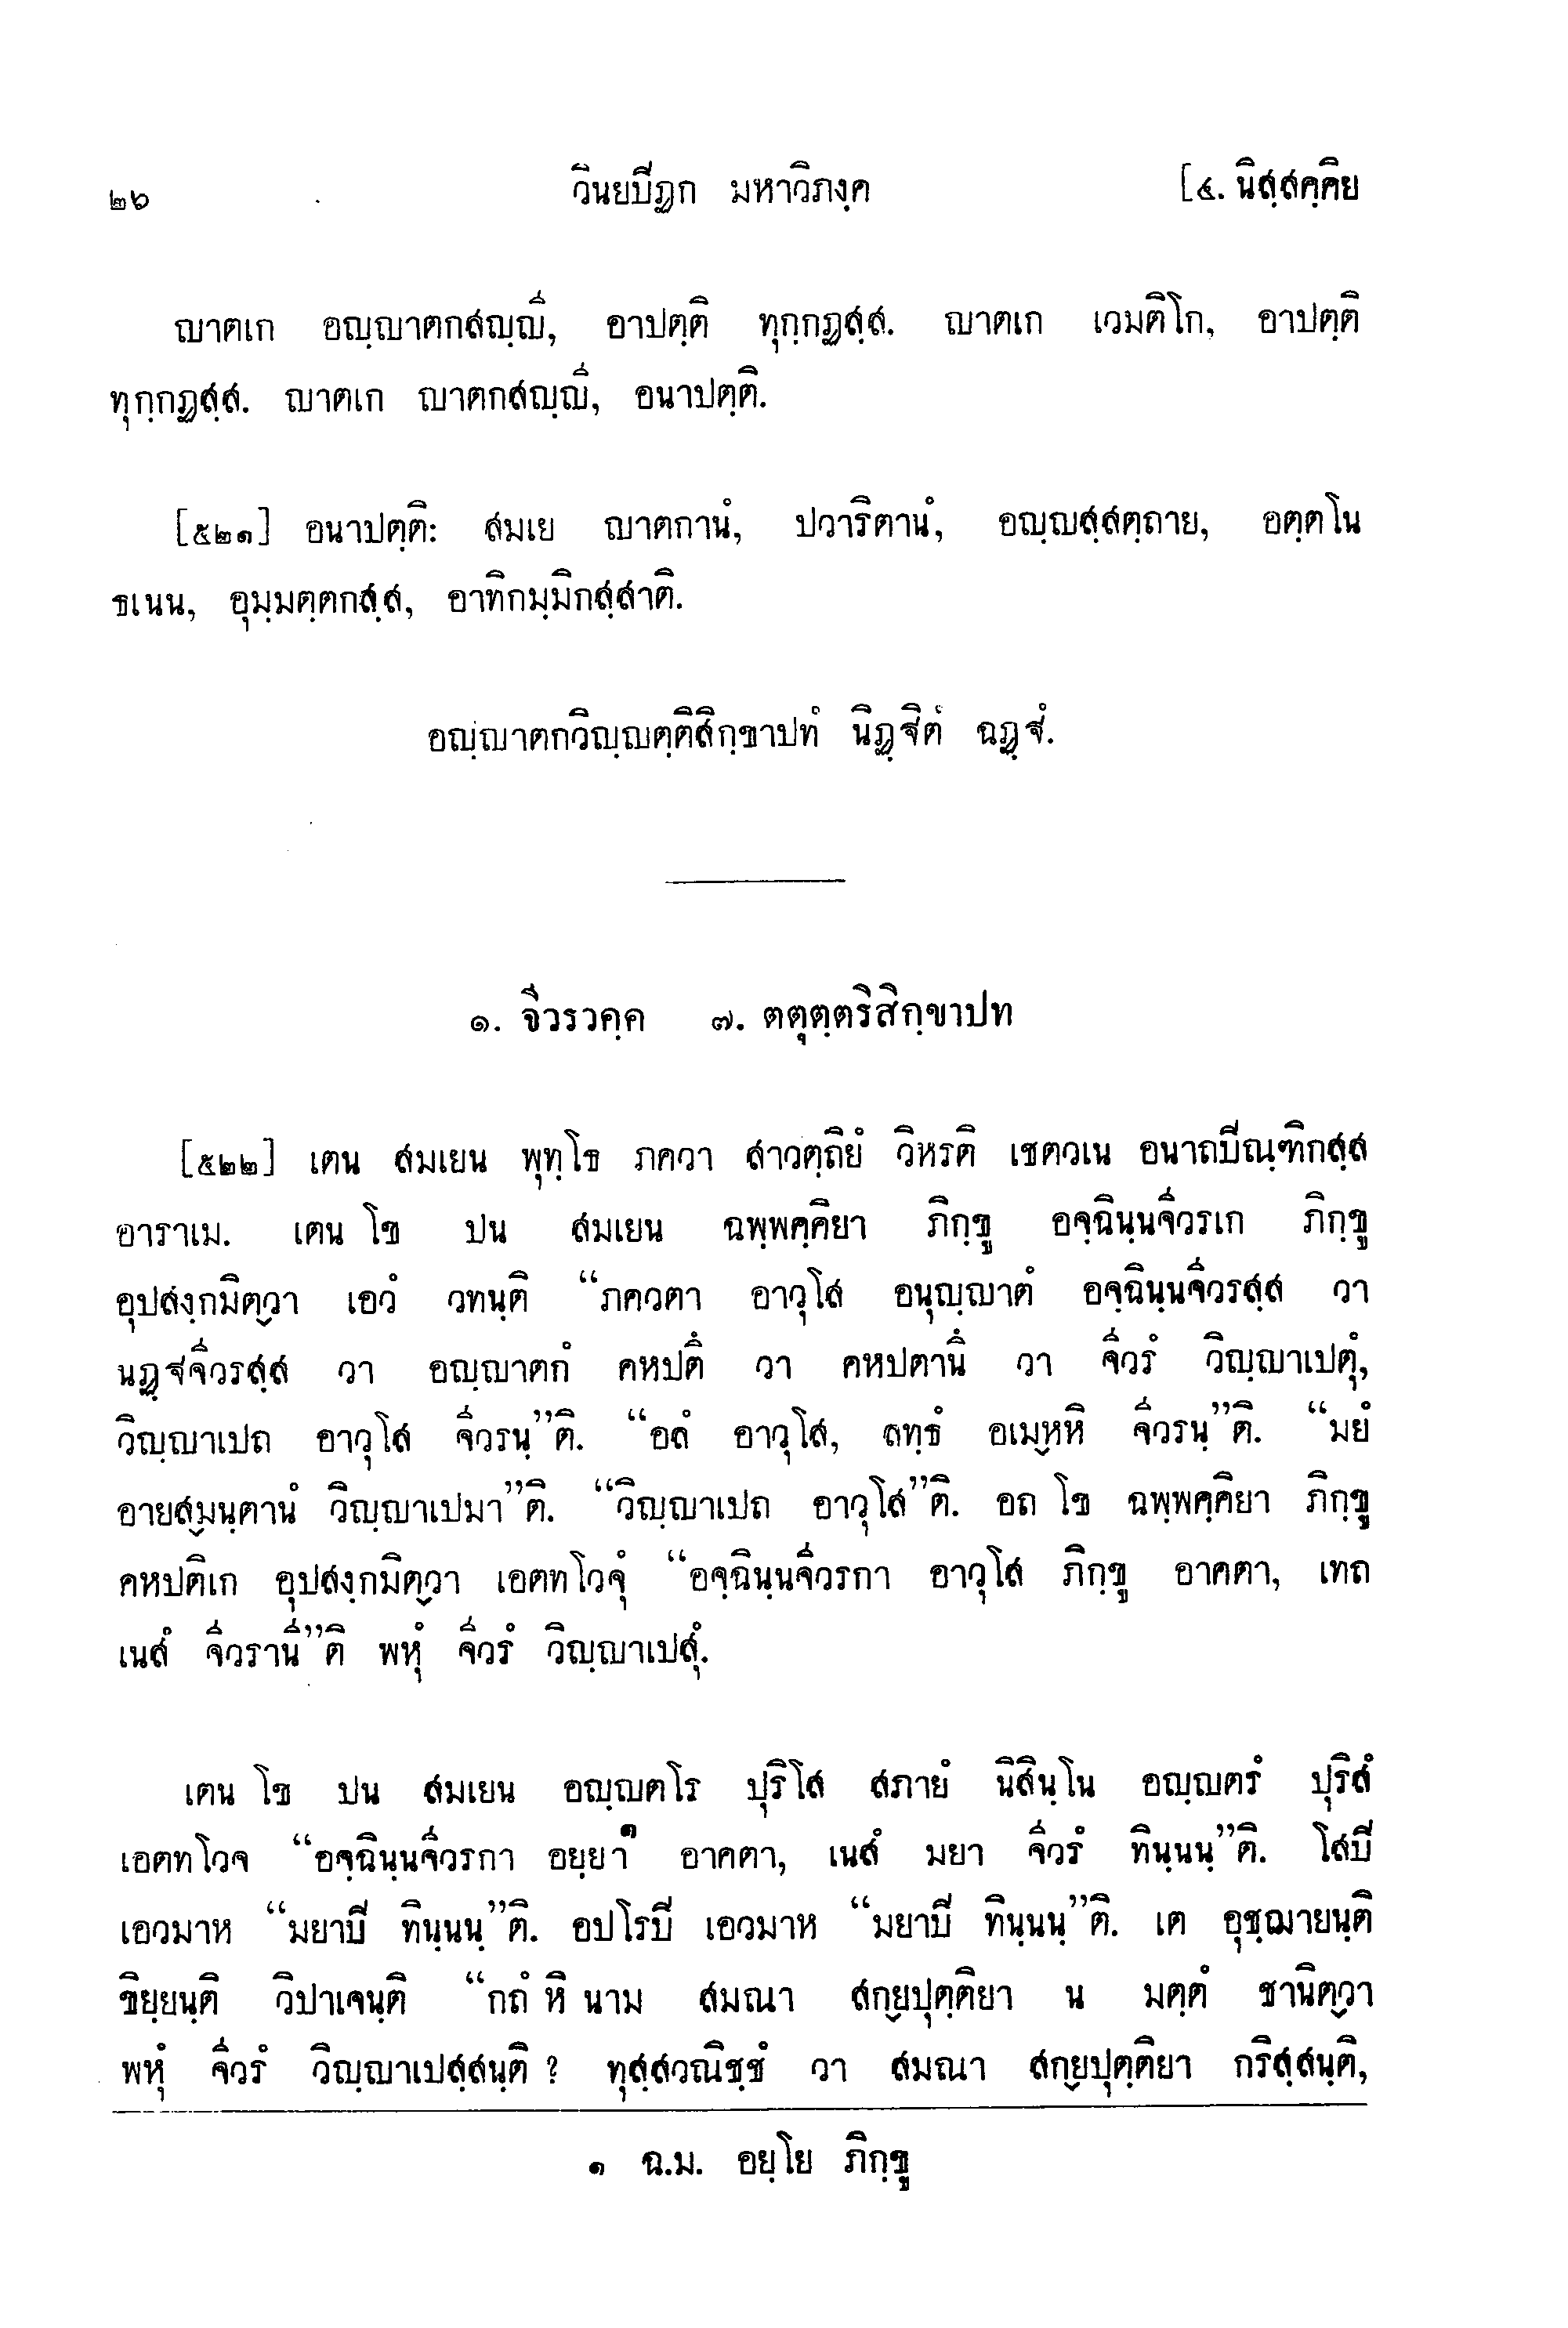 ๒๖ วินยปิฏก มหาวิภงฺค [๔. นิสฺสคฺคิย
ญาตเก อญฺญาตกสญฺญี, อาปตฺติ ทุกฺกฏสฺส. ญาตเก เวมติโก, อาปตฺติ
ทุกฺกฏสฺส. ญาตเก ญาตกสญฺญี, อนาปตฺติ.
[๕๒๑] อนาปตฺติ: สมเย ญาตกานํ, ปวาริตานํ, อญฺญสฺสตฺถาย, อตฺตโน
ธเนน, อุมฺมตฺตกสฺส, อาทิกมฺมิกสฺสาติ.
อญฺญาตกวิญฺญตฺติสิกฺขาปทํ นิฏฺฐิตํ ฉฏฺฐํ.
๑. จีวรวคฺค ๗. ตตุตฺตริสิกฺขาปท
[๕๒๒] เตน สมเยน พุทฺโธ ภควา สาวตฺถิยํ วิหรติ เชตวเน อนาถปิณฺฑิกสฺส
อาราเม. เตน โข ปน สมเยน ฉพฺพคฺคิยา ภิกฺขู อจฺฉินฺนจีวรเก ภิกฺขู
อุปสงฺกมิตฺวา เอวํ วทนฺติ “ภควตา อาวุโส อนุญฺญาตํ อจฺฉินฺนจีวรสฺส วา
นฏฺฐจีวรสฺส วา อญฺญาตกํ คหปตึ วา คหปตานึ วา จีวรํ วิญฺญาเปตุํ,
วิญฺญาเปถ อาวุโส จีวรนฺ”ติ. “อลํ อาวุโส, ลทฺธํ อเมฺหหิ จีวรนฺ”ติ. “มยํ
อายสฺมนฺตานํ วิญฺญาเปมา”ติ. “วิญฺญาเปถ อาวุโส”ติ. อถ โข ฉพฺพคฺคิยา ภิกฺขู
คหปติเก อุปสงฺกมิตฺวา เอตทโวจุํ “อจฺฉินฺนจีวรกา อาวุโส ภิกฺขู อาคตา, เทถ
เนสํ จีวรานี”ติ พหุํ จีวรํ วิญฺญาเปสุํ.
เตน โข ปน สมเยน อญฺญตโร ปุริโส สภายํ นิสินฺโน อญฺญตรํ ปุริสํ
เอตทโวจ “อจฺฉินฺนจีวรกา อยฺยา๑ อาคตา, เนสํ มยา จีวรํ ทินฺนนฺ”ติ. โสปิ
เอวมาห “มยาปิ ทินฺนนฺ”ติ. อปโรปิ เอวมาห “มยาปิ ทินฺนนฺ”ติ. เต อุชฺฌายนฺติ
ขิยฺยนฺติ วิปาเจนฺติ “กถํ หิ นาม สมณา สกฺยปุตฺติยา น มตฺตํ ชานิตฺวา
พหุํ จีวรํ วิญฺญาเปสฺสนฺติ ? ทุสฺสวณิชฺชํ วา สมณา สกฺยปุตฺติยา กริสฺสนฺติ,
๑ ฉ.ม. อยฺโย ภิกฺขู